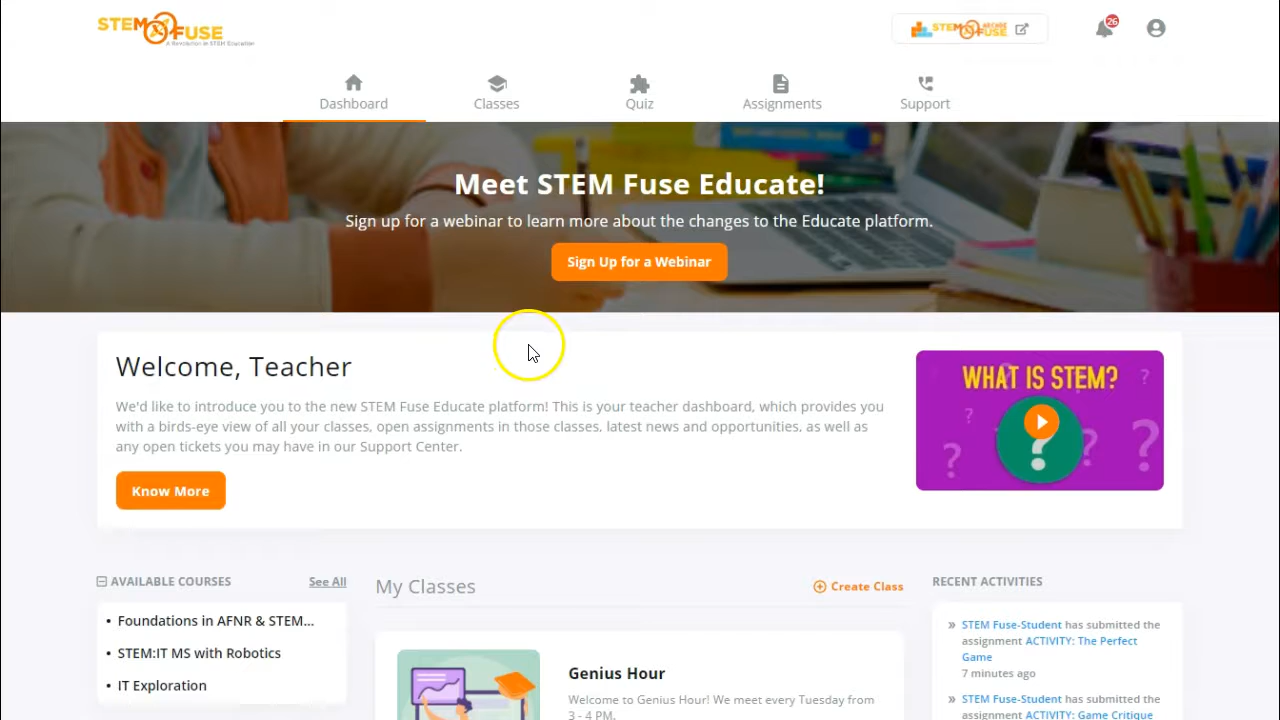 STEM FUSE
A Revolution in STEM Education
STEM FUSE ARCADE
26
Dashboard
Classes
Quiz
Assignments
Support
Meet STEM Fuse Educate!
Sign up for a webinar to learn more about the changes to the Educate platform.
Sign Up for a Webinar
Welcome, Teacher
We'd like to introduce you to the new STEM Fuse Educate platform! This is your teacher dashboard, which provides you
with a birds-eye view of all your classes, open assignments in those classes, latest news and opportunities, as well as
any open tickets you may have in our Support Center.
Know More
WHAT IS STEM?
? ? ? ? ? ?
AVAILABLE COURSES
See All
• Foundations in AFNR & STEM...
• STEM:IT MS with Robotics
• IT Exploration
My Classes
Create Class
Genius Hour
Welcome to Genius Hour! We meet every Tuesday from
3 - 4 PM.
RECENT ACTIVITIES
» STEM Fuse-Student has submitted the
assignment ACTIVITY: The Perfect
Game
7 minutes ago
» STEM Fuse-Student has submitted the
assignment ACTIVITY: Game Critique